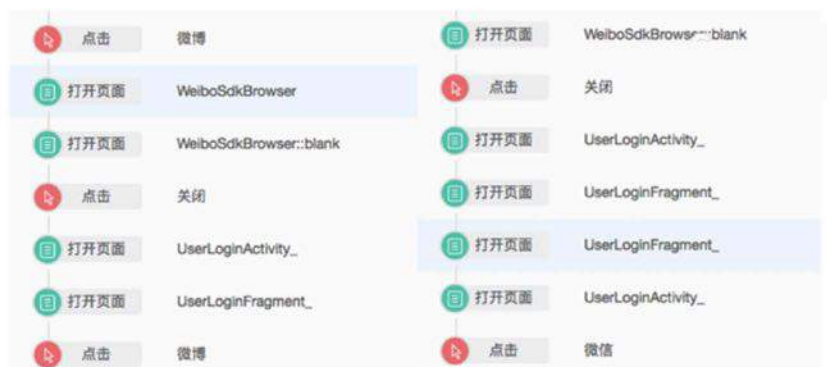 点击 微博
打开页面 WeiboSdkBrowser
打开页面 WeiboSdkBrowser::blank
点击 关闭
打开页面 UserLoginActivity_
打开页面 UserLoginFragment_
点击 微博
打开页面 WeiboSdkBrowser::blank
点击 关闭
打开页面 UserLoginActivity_
打开页面 UserLoginFragment_
打开页面 UserLoginFragment_
打开页面 UserLoginActivity_
点击 微信